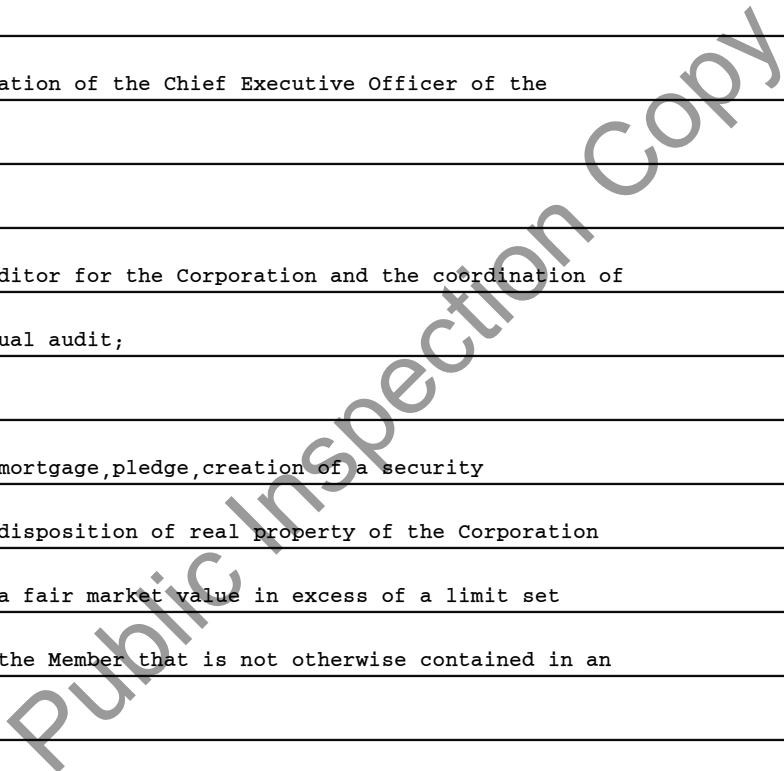 ation of the Chief Executive Officer of the
ditor for the Corporation and the coordination of
ual audit;
mortgage,pledge,creation of a security
disposition of real property of the Corporation
a fair market value in excess of a limit set
the Member that is not otherwise contained in an
Public Inspection Copy